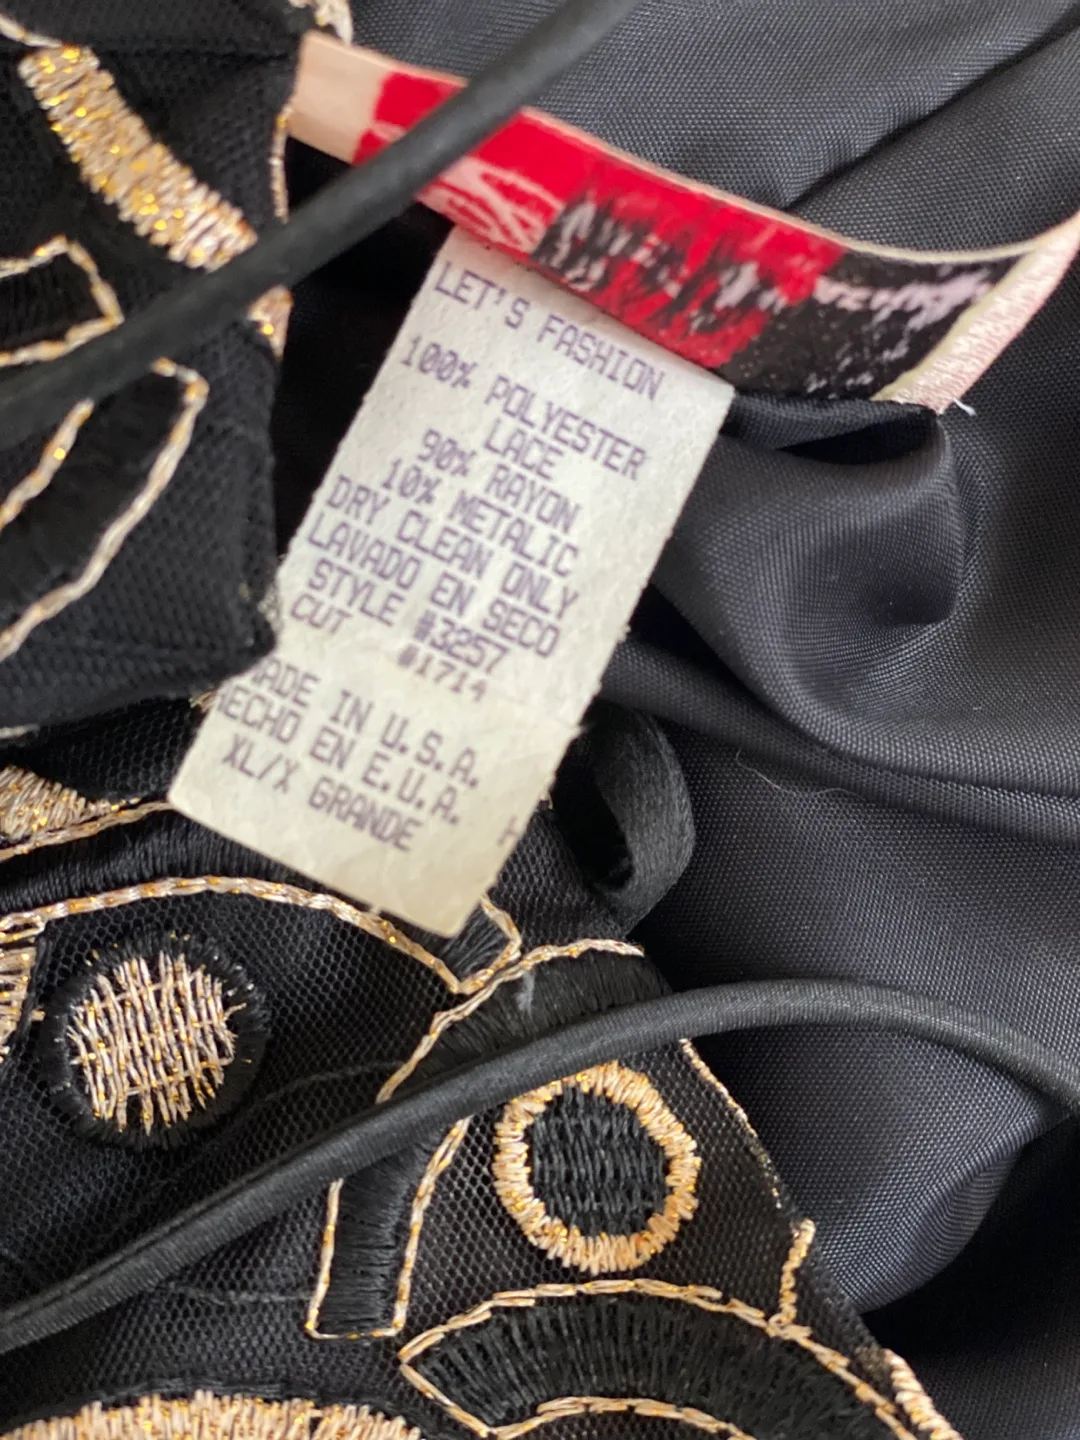 LET'S FASHION
100% POLYESTER
LACE
90% RAYON
10% METALIC
DRY CLEAN ONLY
LAVADO EN SECO
STYLE #3257
CUT #1714
MADE IN U.S.A.
HECHO EN E.U.A.
XL/X GRANDE H